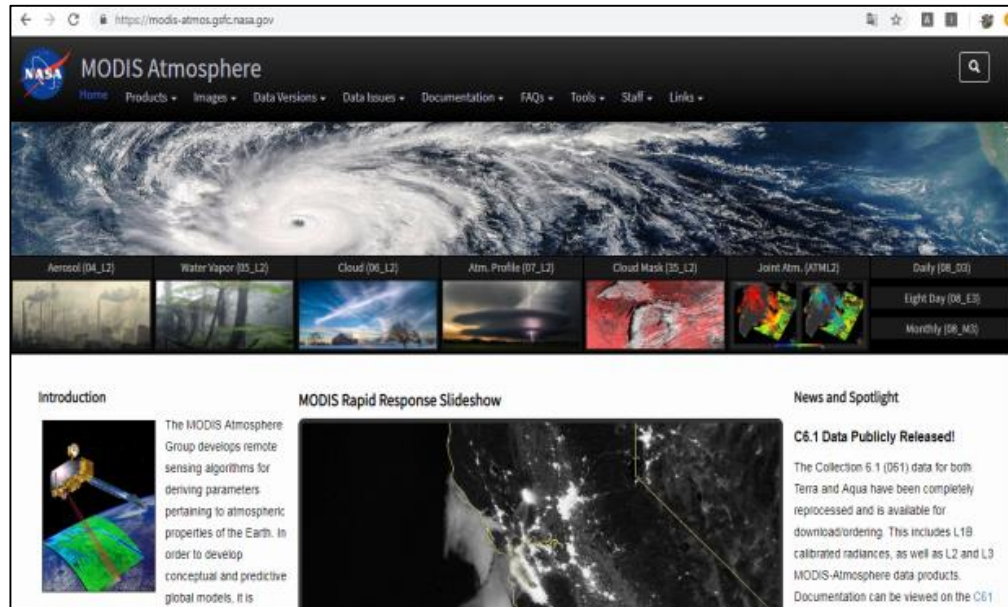 https://modis-atmos.gsfc.nasa.gov
NASA
MODIS Atmosphere
Home Products Images Data Versions Data Issues Documentation FAQs Tools Staff Links
Aerosol (04_L2) Water Vapor (05_L2) Cloud (06_L2) Atm. Profile (07_L2) Cloud Mask (35_L2) Joint Atm. (ATML2) Daily (08_D3)
Eight Day (08_E3)
Monthly (08_M3)
Introduction
The MODIS Atmosphere
Group develops remote
sensing algorithms for
deriving parameters
pertaining to atmospheric
properties of the Earth. In
order to develop
conceptual and predictive
global models, it is
MODIS Rapid Response Slideshow
News and Spotlight
C6.1 Data Publicly Released!
The Collection 6.1 (061) data for both
Terra and Aqua have been completely
reprocessed and is available for
download/ordering. This includes L1B
calibrated radiances, as well as L2 and L3
MODIS-Atmosphere data products.
Documentation can be viewed on the C61